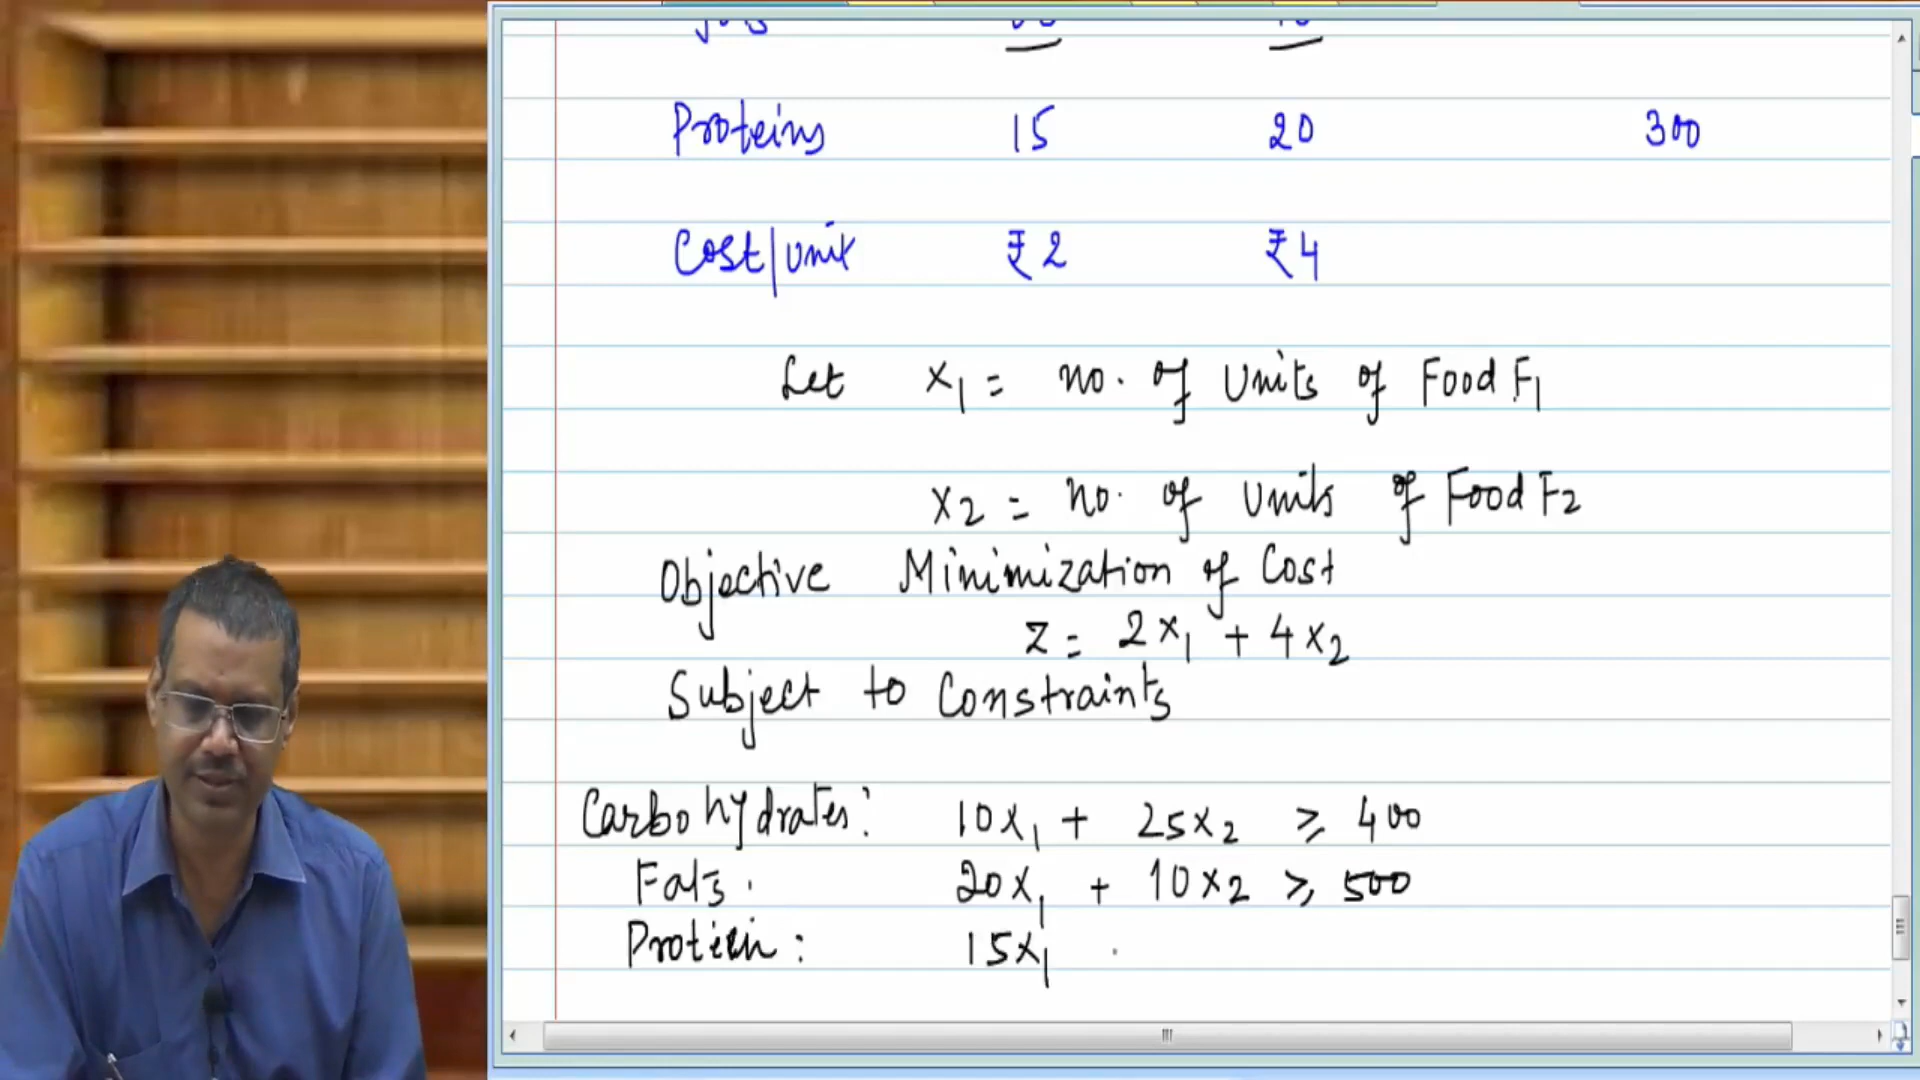 Proteins 15 20 300
Cost/unit ₹2 ₹4
Let x1 = no. of Units of Food F1
x2 = no. of units of Food F2
Objective Minimization of Cost
z = 2x1 + 4x2
Subject to Constraints
Carbohydrates: 10x1 + 25x2 ≥ 400
Fats. 20x1 + 10x2 ≥ 500
Protein: 15x1